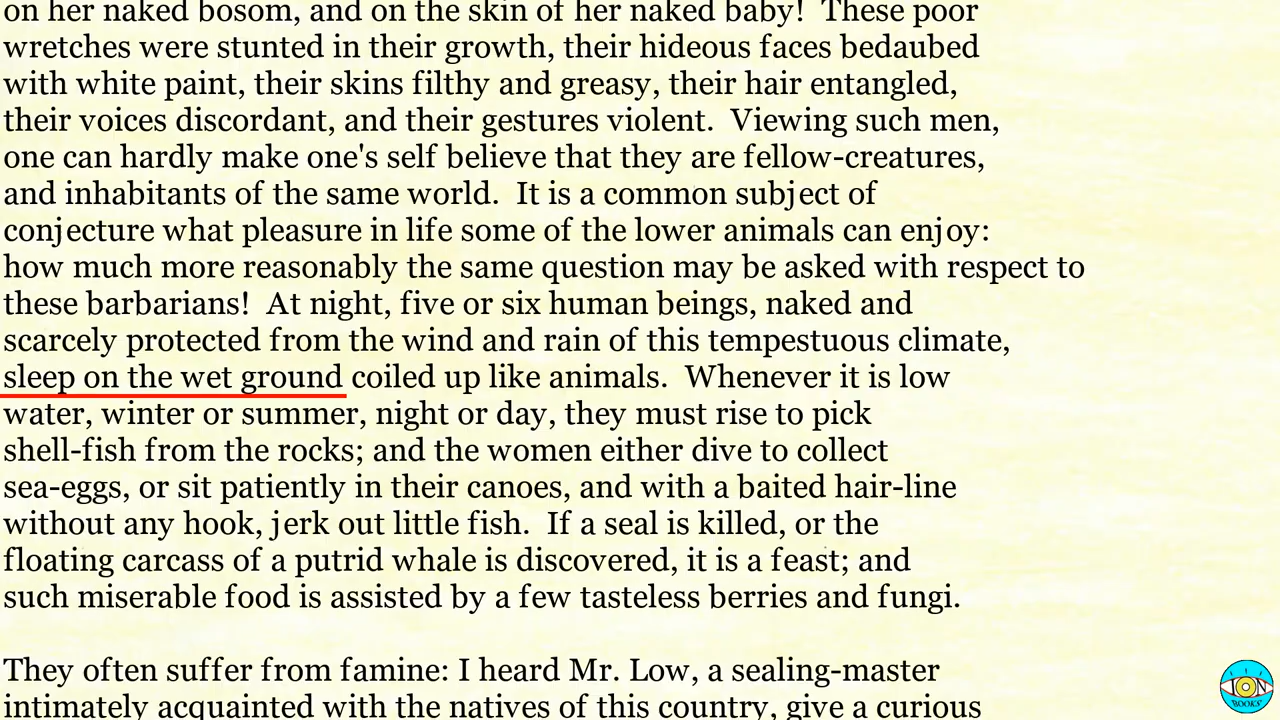 on her naked bosom, and on the skin of her naked baby!  These poor
wretches were stunted in their growth, their hideous faces bedaubed
with white paint, their skins filthy and greasy, their hair entangled,
their voices discordant, and their gestures violent.  Viewing such men,
one can hardly make one's self believe that they are fellow-creatures,
and inhabitants of the same world.  It is a common subject of
conjecture what pleasure in life some of the lower animals can enjoy:
how much more reasonably the same question may be asked with respect to
these barbarians!  At night, five or six human beings, naked and
scarcely protected from the wind and rain of this tempestuous climate,
sleep on the wet ground coiled up like animals.  Whenever it is low
water, winter or summer, night or day, they must rise to pick
shell-fish from the rocks; and the women either dive to collect
sea-eggs, or sit patiently in their canoes, and with a baited hair-line
without any hook, jerk out little fish.  If a seal is killed, or the
floating carcass of a putrid whale is discovered, it is a feast; and
such miserable food is assisted by a few tasteless berries and fungi.
They often suffer from famine: I heard Mr. Low, a sealing-master
intimately acquainted with the natives of this country, give a curious
ION
BOOKS